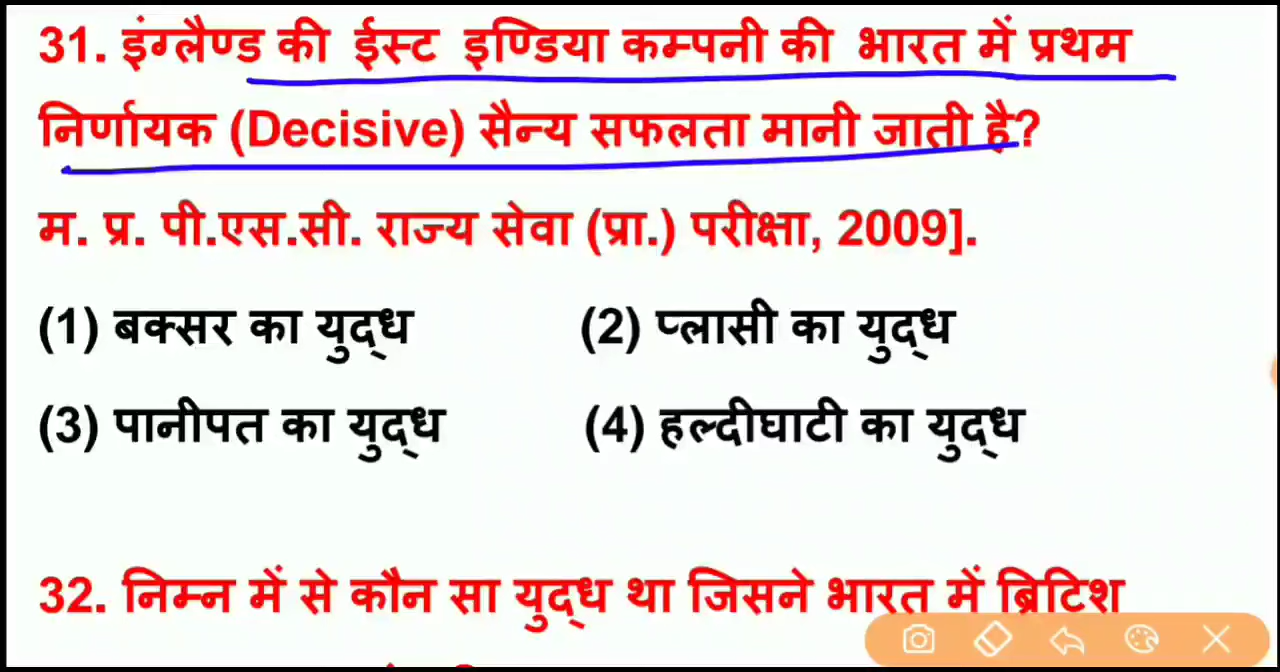 31. इंग्लैण्ड की ईस्ट इण्डिया कम्पनी की भारत में प्रथम
निर्णायक (Decisive) सैन्य सफलता मानी जाती है?
म. प्र. पी.एस.सी. राज्य सेवा (प्रा.) परीक्षा, 2009].
(1) बक्सर का युद्ध (2) प्लासी का युद्ध
(3) पानीपत का युद्ध (4) हल्दीघाटी का युद्ध
32. निम्न में से कौन सा युद्ध था जिसने भारत में ब्रिटिश